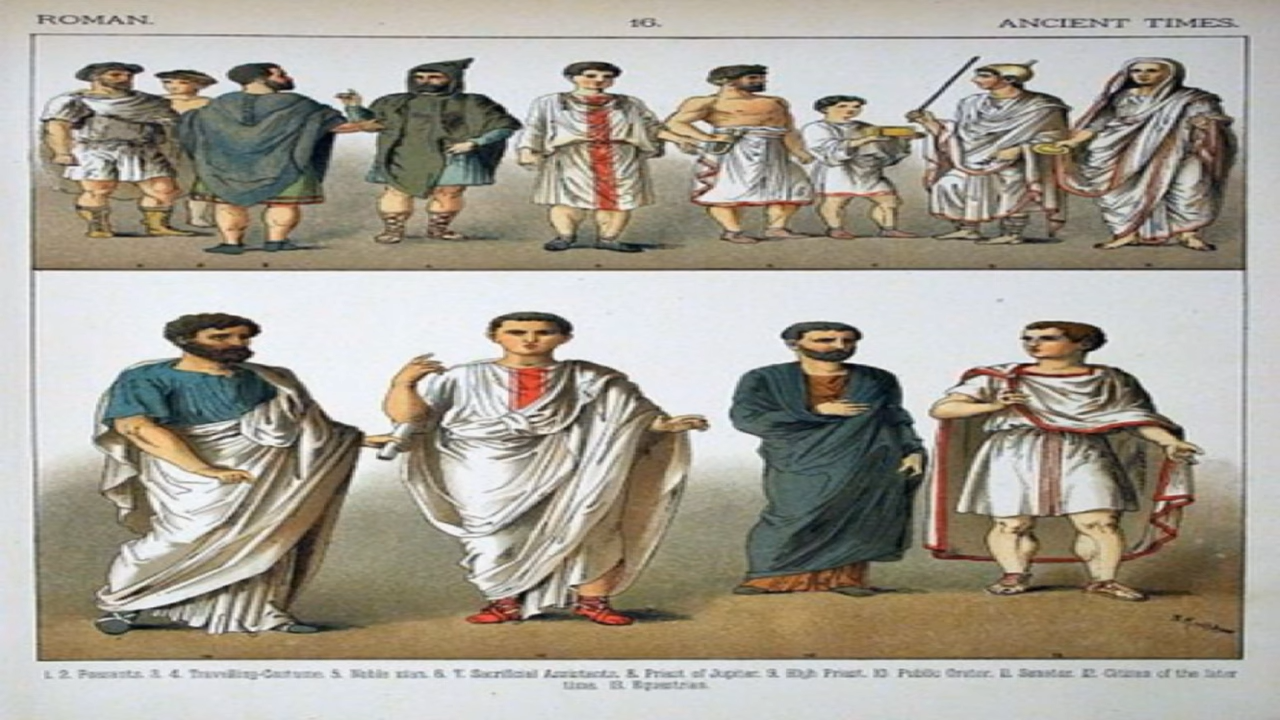 ROMAN.
16.
ANCIENT TIMES.
1. 2. Peasants. 3. 4. Travelling-Costume. 5. Noble man. 6. 7. Sacrificial Assistants. 8. Priest of Jupiter. 9. High Priest. 10. Public Orator. 11. Senator. 12. Citizen of the later
time. 13. Equestrian.